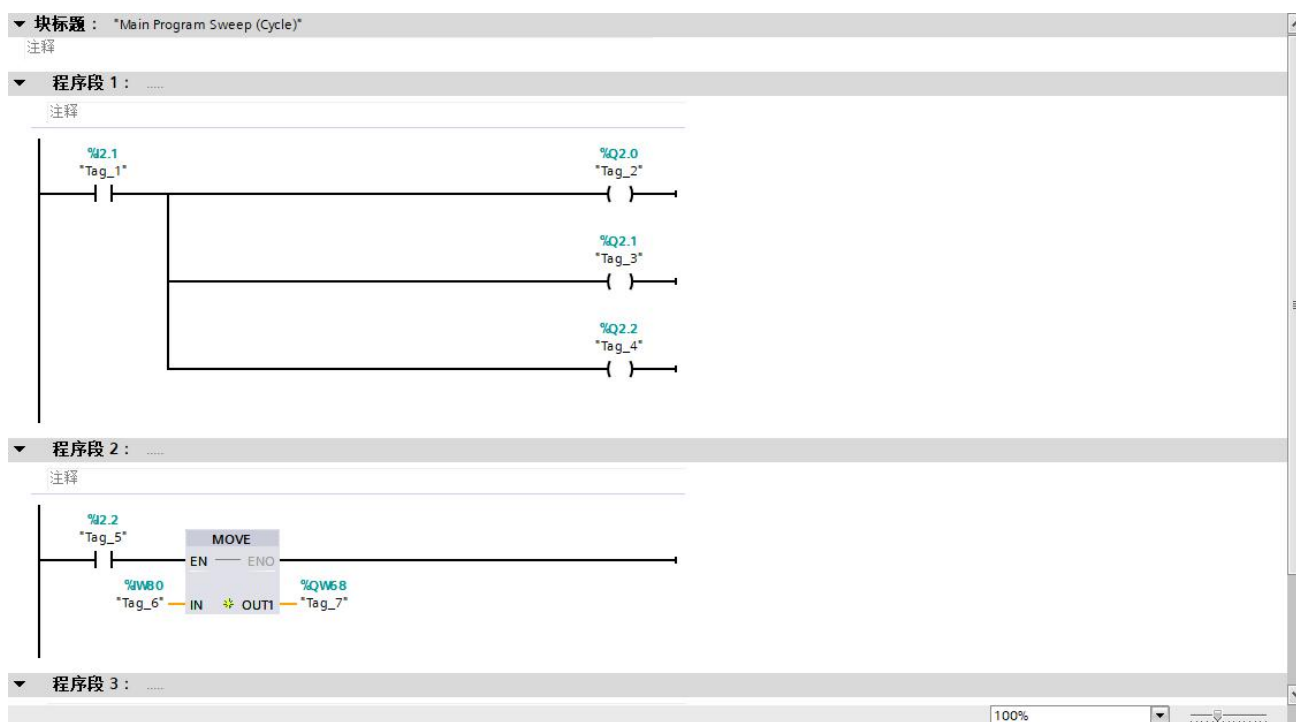 块标题： "Main Program Sweep (Cycle)"
注释
程序段 1： .....
注释
%I2.1
"Tag_1"
%Q2.0
"Tag_2"
%Q2.1
"Tag_3"
%Q2.2
"Tag_4"
程序段 2： .....
注释
%I2.2
"Tag_5"
MOVE
EN ENO
%IW80
"Tag_6"
IN OUT1
%QW68
"Tag_7"
程序段 3： .....
100%